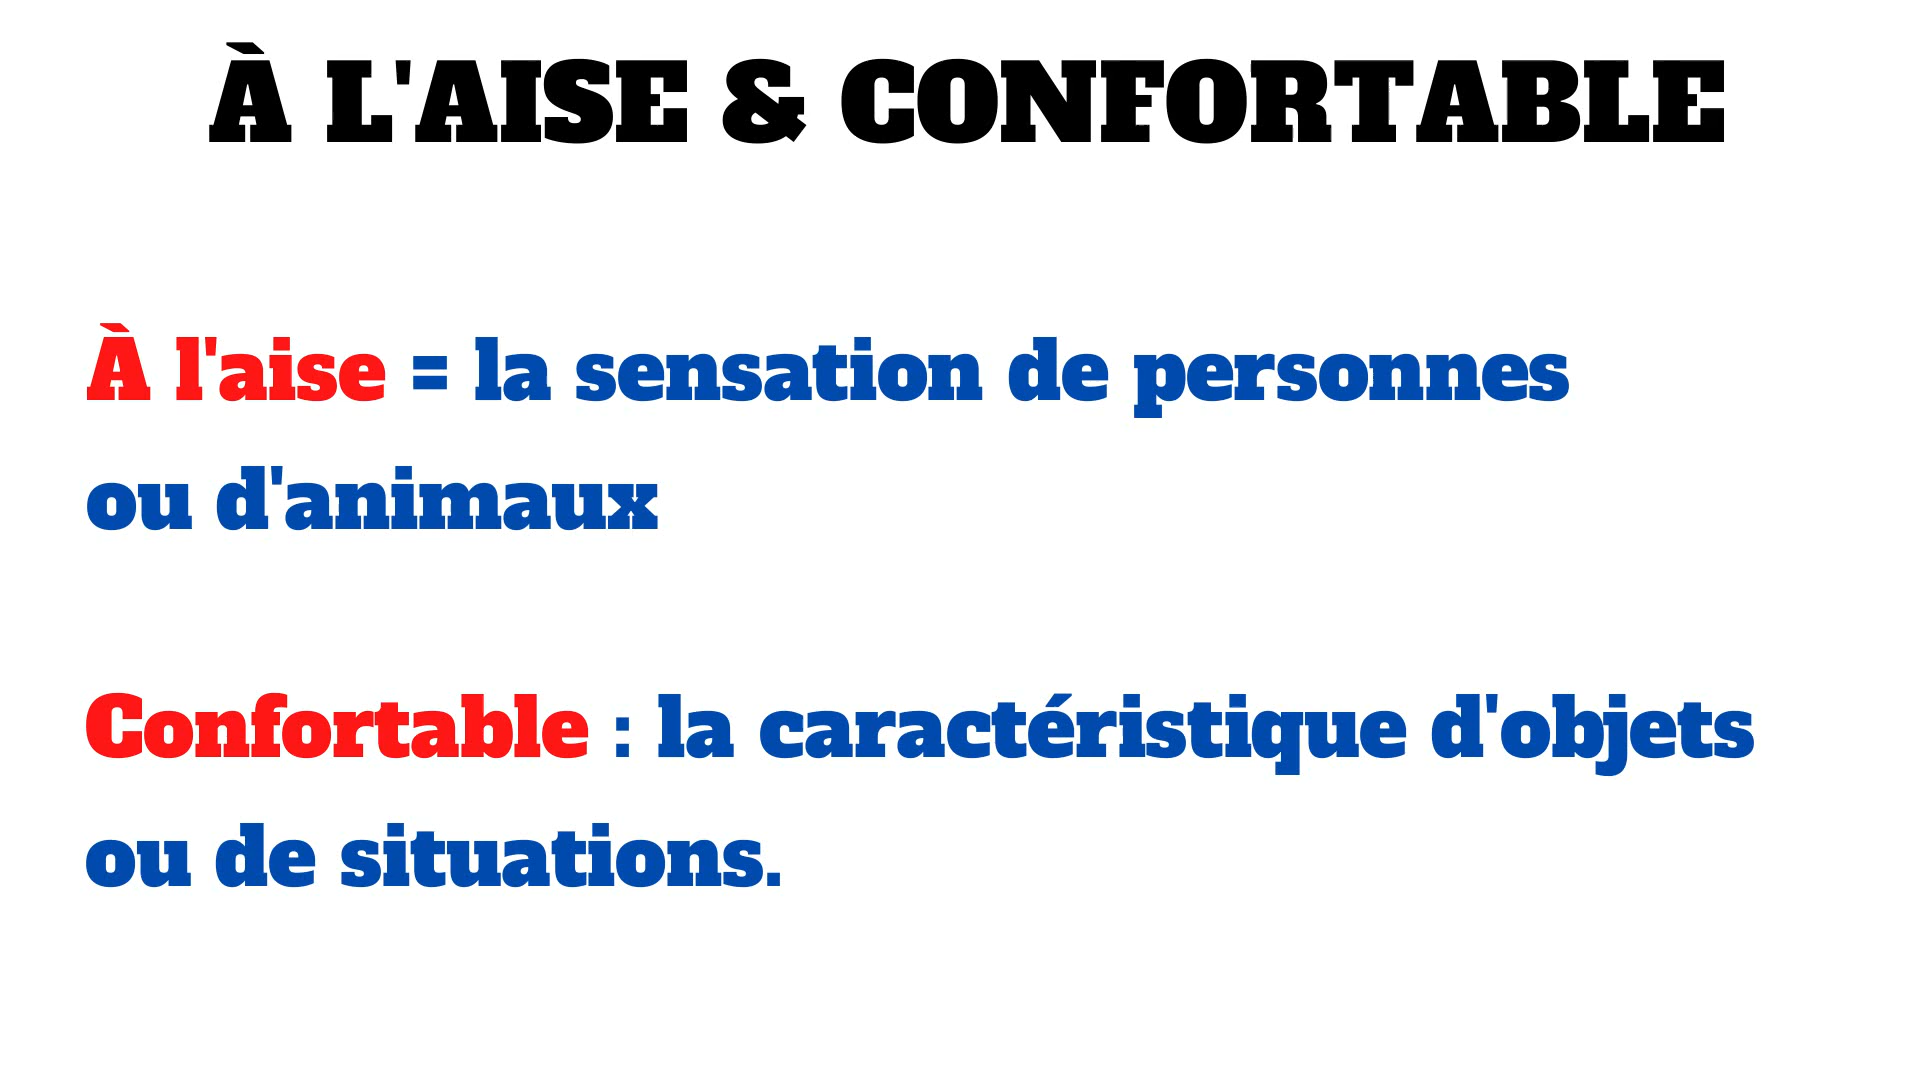 À L'AISE & CONFORTABLE
À l'aise = la sensation de personnes
ou d'animaux
Confortable : la caractéristique d'objets
ou de situations.